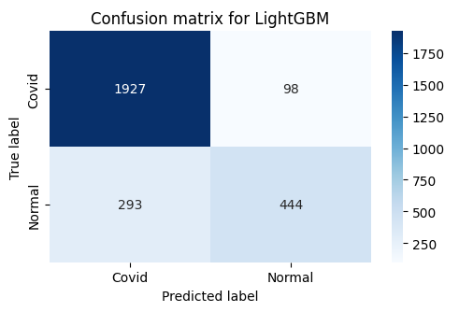 Confusion matrix for LightGBM
True label
Covid
Normal
1927
98
293
444
Covid
Normal
Predicted label
1750
1500
1250
1000
750
500
250